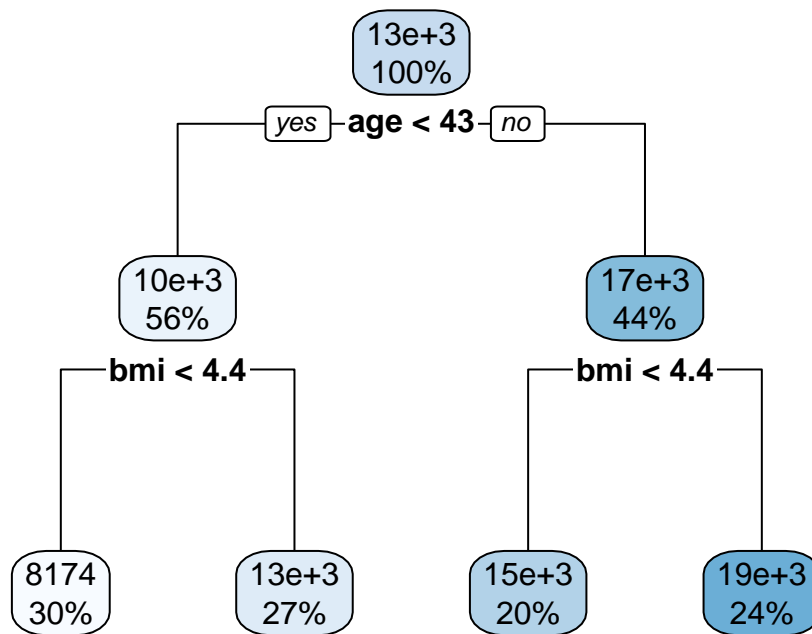 13e+3
100%
yes age < 43 no
10e+3
56%
17e+3
44%
bmi < 4.4
bmi < 4.4
8174
30%
13e+3
27%
15e+3
20%
19e+3
24%